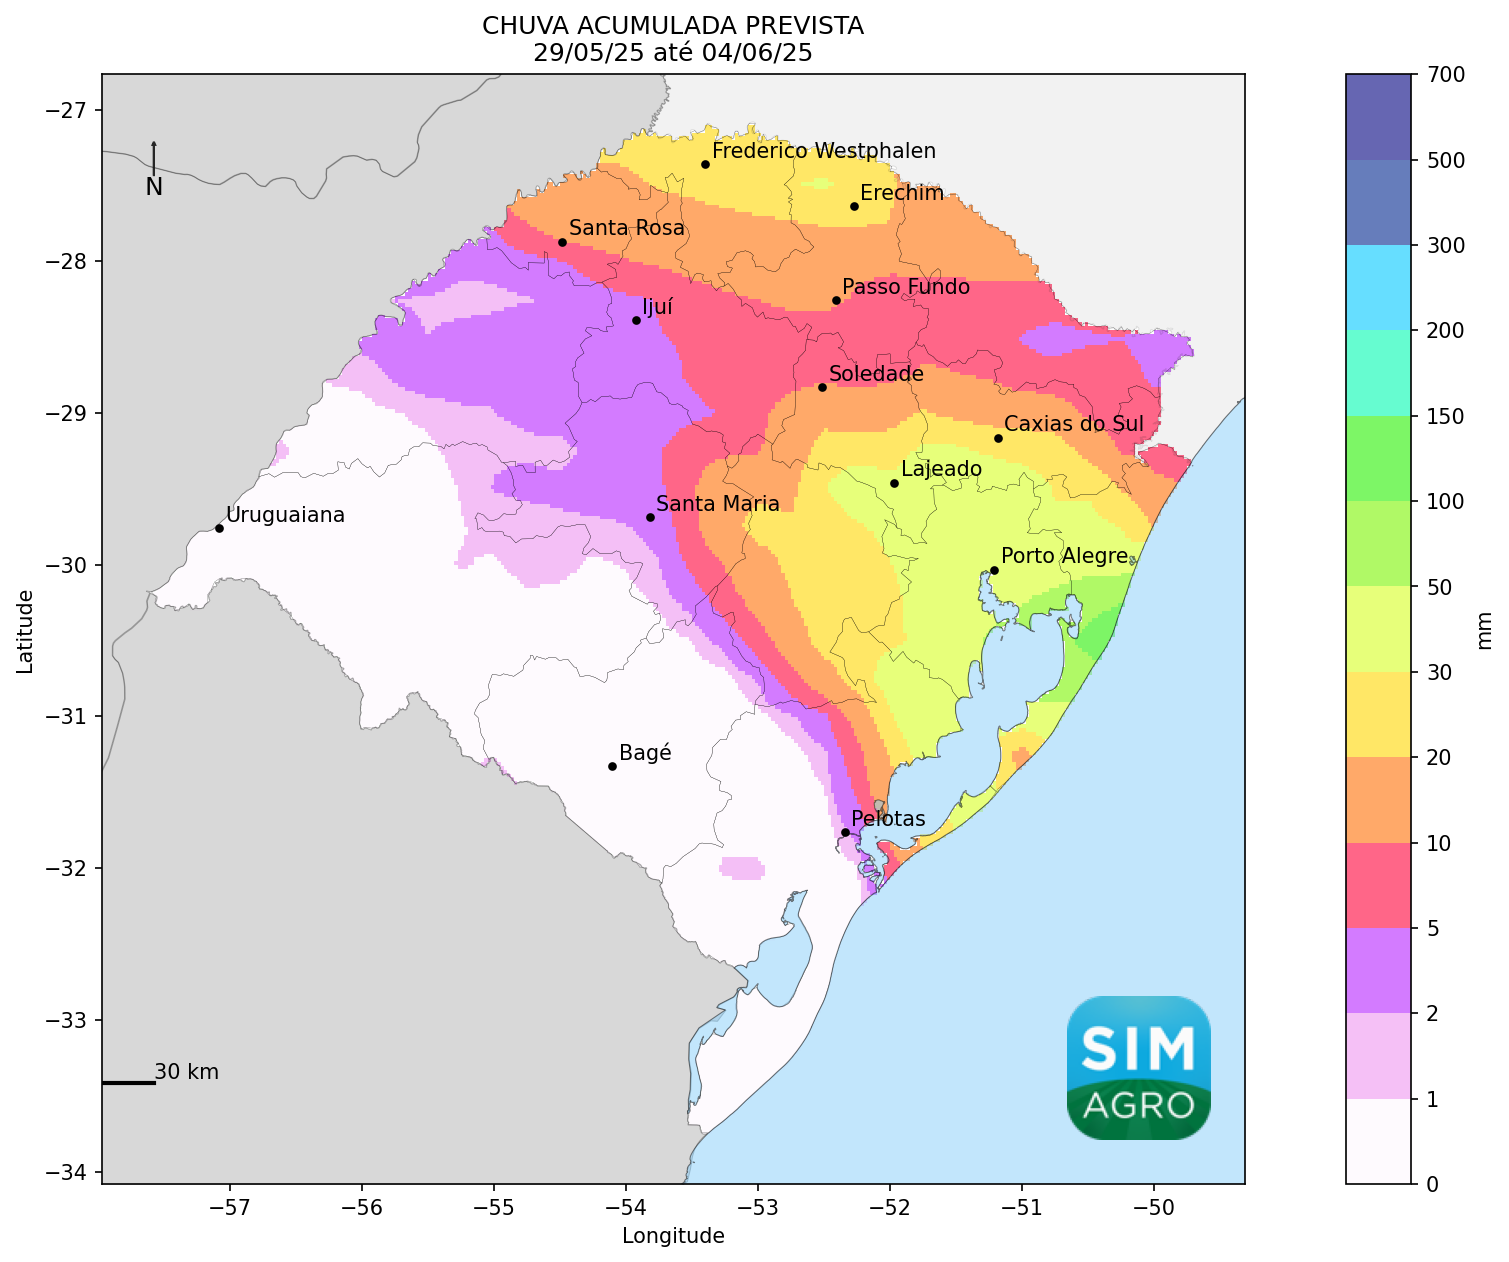 CHUVA ACUMULADA PREVISTA
29/05/25 até 04/06/25
N
Frederico Westphalen
Erechim
Santa Rosa
Passo Fundo
Ijuí
Soledade
Caxias do Sul
Lajeado
Santa Maria
Uruguaiana
Porto Alegre
Bagé
Pelotas
30 km
SIM
AGRO
−27
−28
−29
−30
−31
−32
−33
−34
Latitude
−57
−56
−55
−54
−53
−52
−51
−50
Longitude
700
500
300
200
150
100
50
30
20
10
5
2
1
0
mm